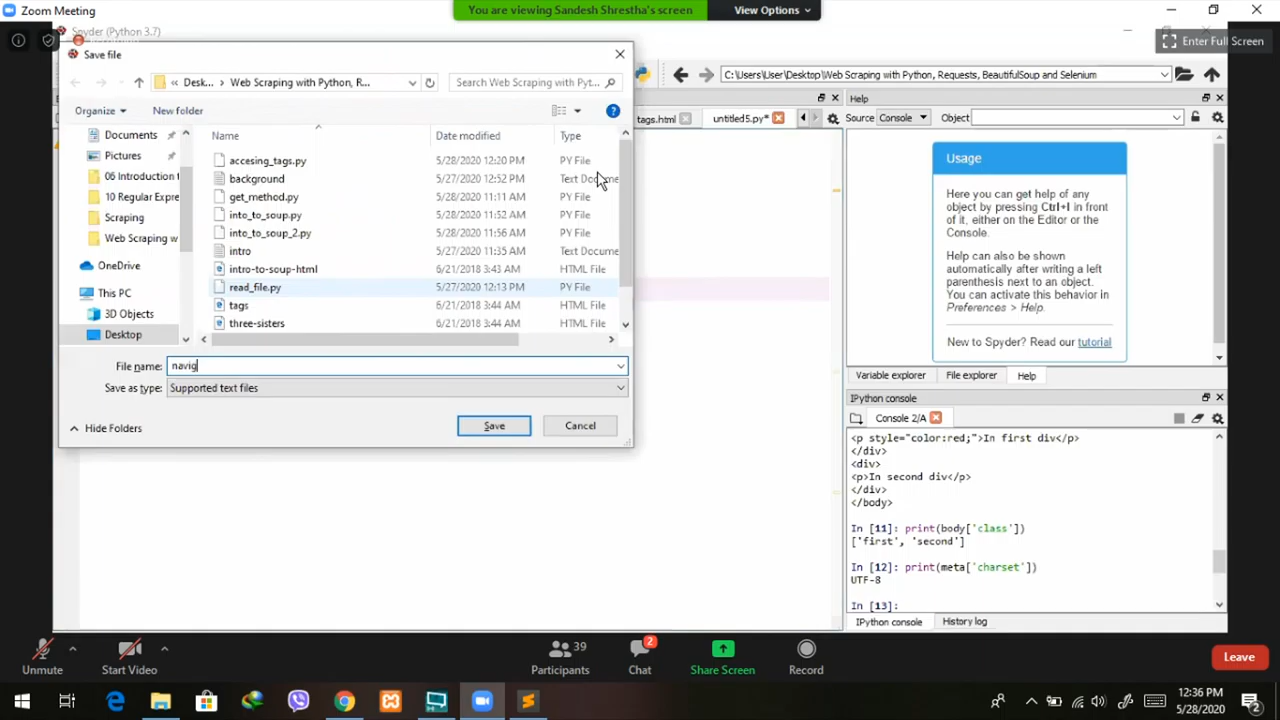 Zoom Meeting
You are viewing Sandesh Shrestha's screen
View Options
Spyder (Python 3.7)
Enter Full Screen
Save file
« Desk... > Web Scraping with Python, R...
Search Web Scraping with Pyt...
C:\Users\User\Desktop\Web Scraping with Python, Requests, BeautifulSoup and Selenium
Organize
New folder
Help
tags.html
untitled5.py*
Source
Console
Object
Documents
Pictures
06 Introduction t
10 Regular Expre
Scraping
Web Scraping w
OneDrive
This PC
3D Objects
Desktop
Name
Date modified
Type
accesing_tags.py 5/28/2020 12:20 PM PY File
background 5/27/2020 12:52 PM Text Docume
get_method.py 5/28/2020 11:11 AM PY File
into_to_soup.py 5/28/2020 11:52 AM PY File
into_to_soup_2.py 5/28/2020 11:56 AM PY File
intro 5/27/2020 11:35 AM Text Docume
intro-to-soup-html 6/21/2018 3:43 AM HTML File
read_file.py 5/27/2020 12:13 PM PY File
tags 6/21/2018 3:44 AM HTML File
three-sisters 6/21/2018 3:44 AM HTML File
File name: navig
Save as type: Supported text files
Hide Folders
Save
Cancel
Usage
Here you can get help of any
object by pressing Ctrl+I in front
of it, either on the Editor or the
Console.
Help can also be shown
automatically after writing a left
parenthesis next to an object.
You can activate this behavior in
Preferences > Help.
New to Spyder? Read our tutorial
Variable explorer
File explorer
Help
IPython console
Console 2/A
<p style="color:red;">In first div</p>
</div>
<div>
<p>In second div</p>
</div>
</body>
In [11]: print(body['class'])
['first', 'second']
In [12]: print(meta['charset'])
UTF-8
In [13]:
IPython console
History log
Unmute
Start Video
39
Participants
2
Chat
Share Screen
Record
Leave
12:36 PM
5/28/2020
2